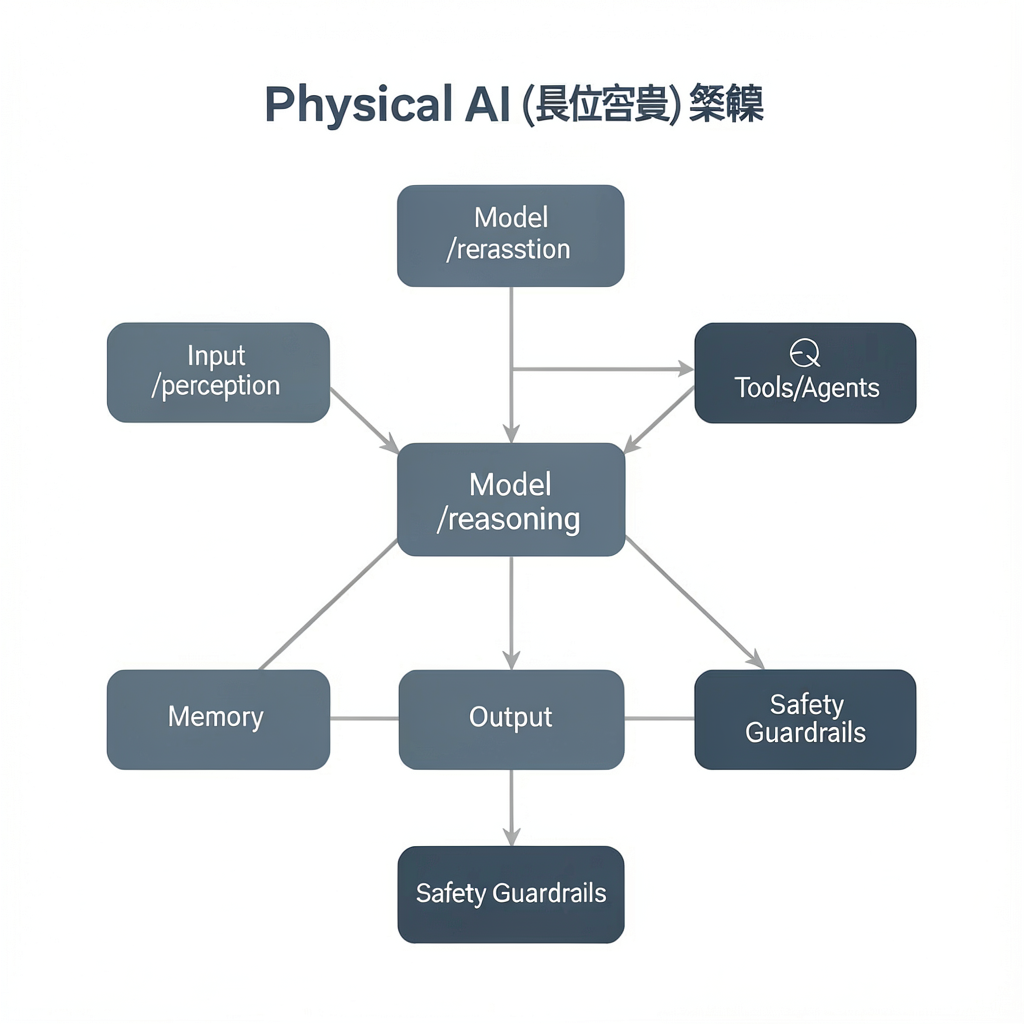 Physical AI
Model
/rerasstion
Input
/perception
Tools/Agents
Model
/reasoning
Memory
Output
Safety
Guardrails
Safety Guardrails